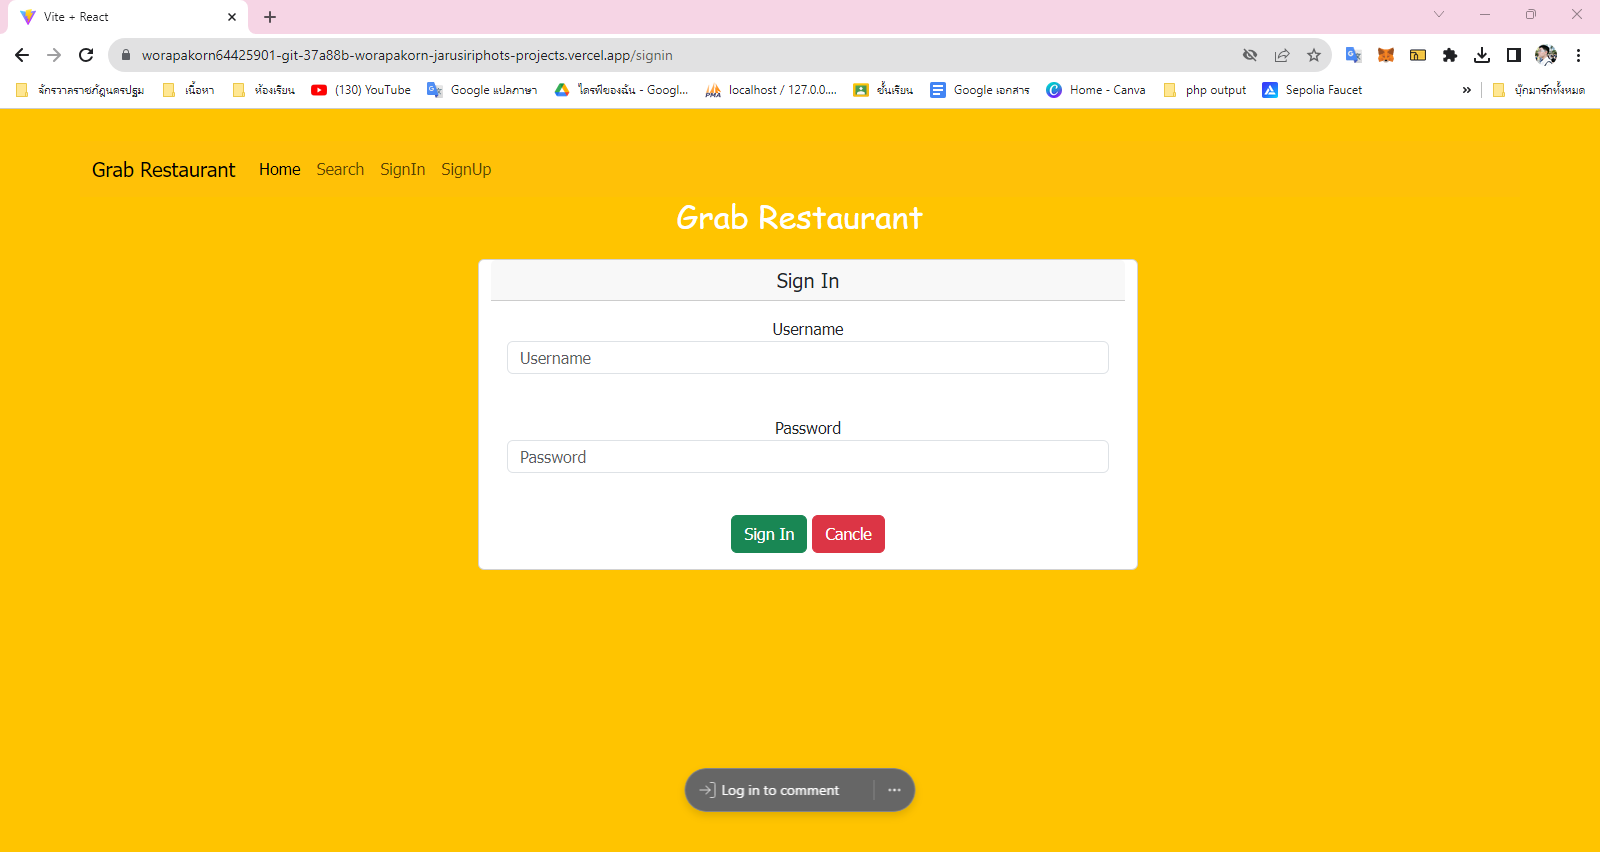 Vite + React
worapakorn64425901-git-37a88b-worapakorn-jarusiriphots-projects.vercel.app/signin
จักรวาลราชภัฏนครปฐม เนื้อหา ห้องเรียน (130) YouTube Google แปลภาษา ไดรฟ์ของฉัน - Googl... localhost / 127.0.0.... ชั้นเรียน Google เอกสาร Home - Canva php output Sepolia Faucet » บุ๊กมาร์กทั้งหมด
Grab Restaurant Home Search SignIn SignUp
Grab Restaurant
Sign In
Username
Username
Password
Password
Sign In Cancle
Log in to comment